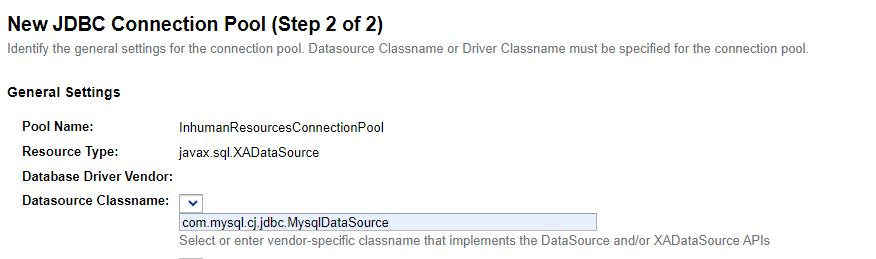 New JDBC Connection Pool (Step 2 of 2)
Identify the general settings for the connection pool. Datasource Classname or Driver Classname must be specified for the connection pool.
General Settings
Pool Name: InhumanResourcesConnectionPool
Resource Type: javax.sql.XADataSource
Database Driver Vendor:
Datasource Classname:
com.mysql.cj.jdbc.MysqlDataSource
Select or enter vendor-specific classname that implements the DataSource and/or XADataSource APIs